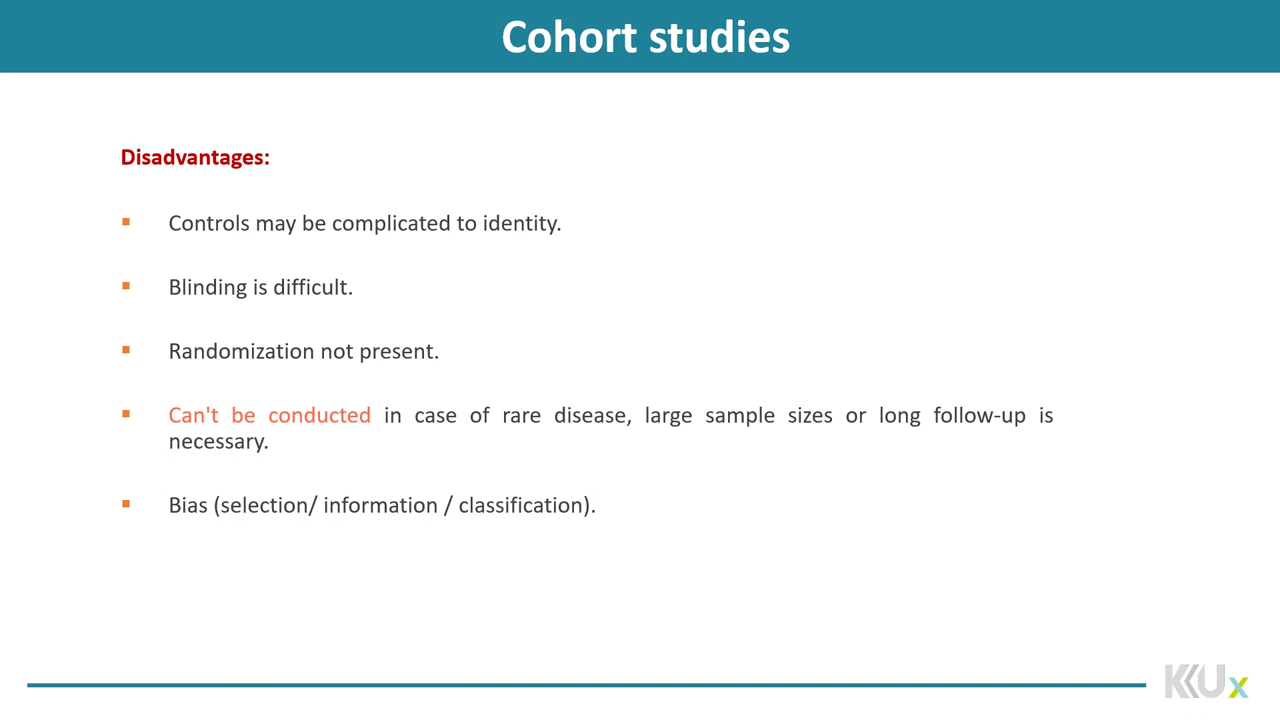 Cohort studies
Disadvantages:
▪ Controls may be complicated to identity.
▪ Blinding is difficult.
▪ Randomization not present.
▪ Can't be conducted in case of rare disease, large sample sizes or long follow-up is
necessary.
▪ Bias (selection/ information / classification).
KKUx